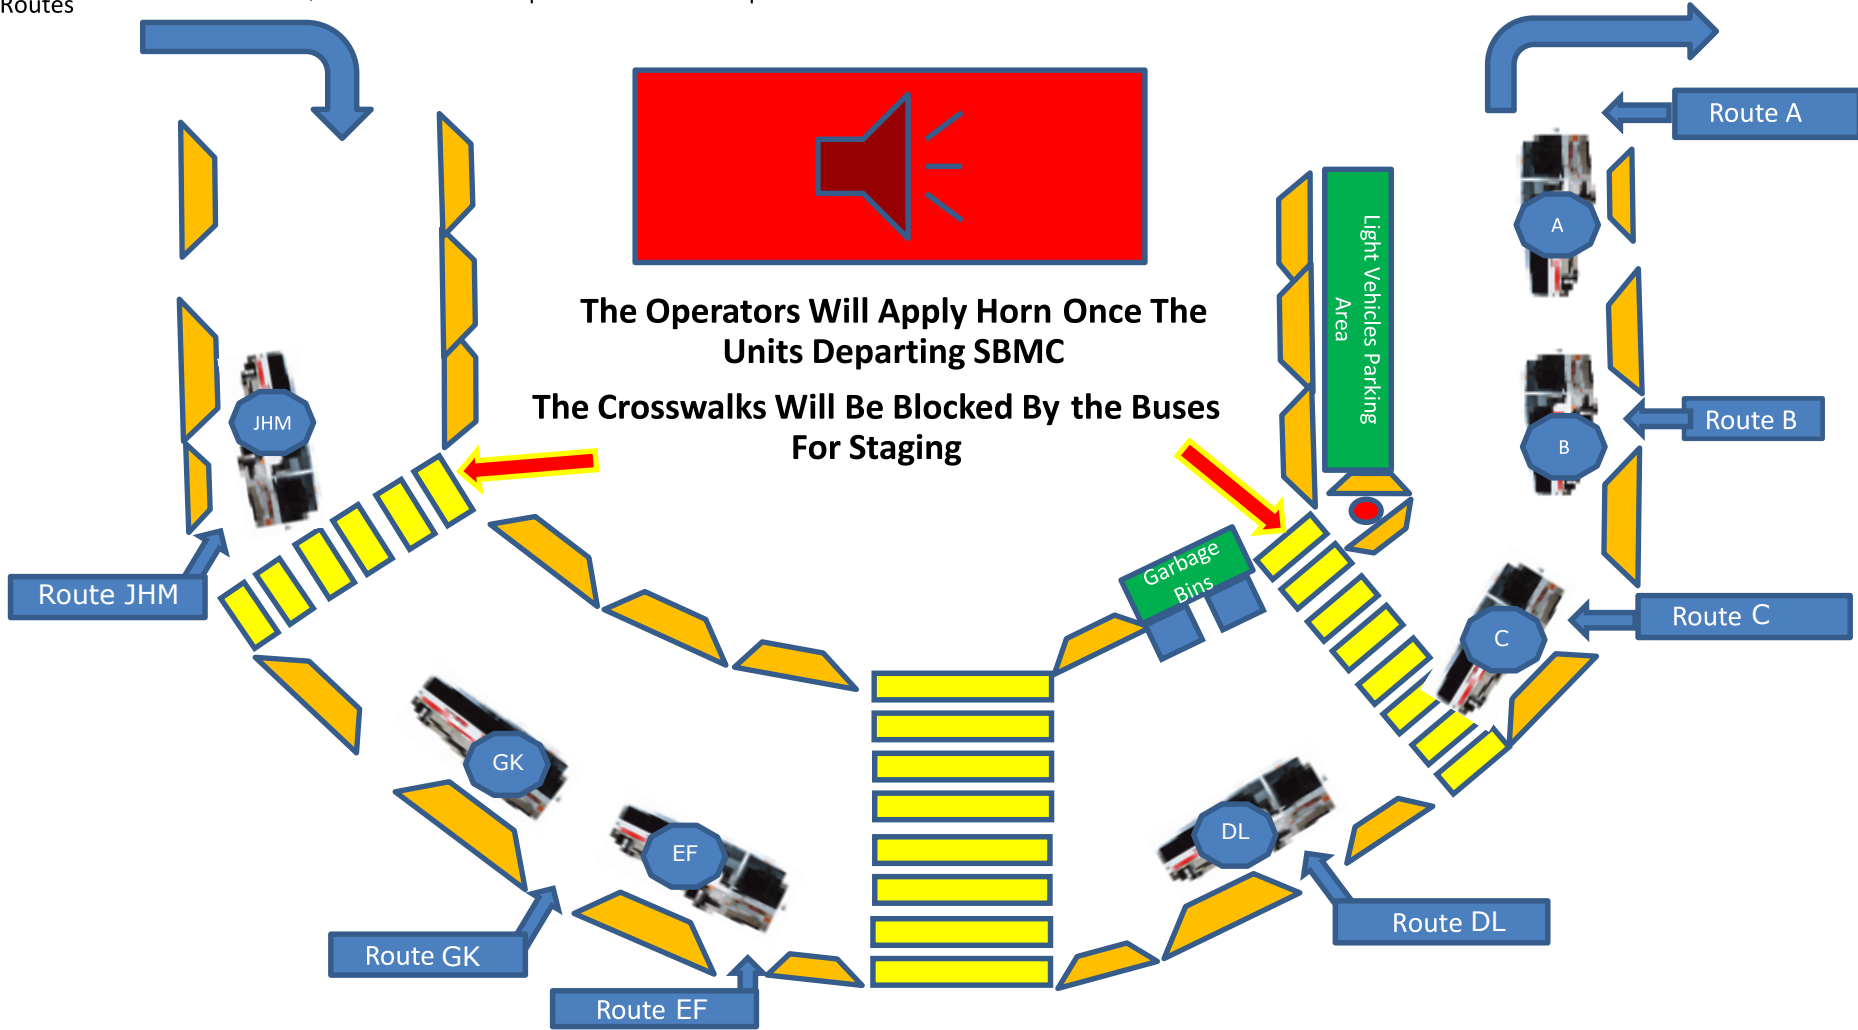 Routes
Route A
A
Light Vehicles Parking
Area
The Operators Will Apply Horn Once The
Units Departing SBMC
The Crosswalks Will Be Blocked By the Buses
For Staging
JHM
B
Route B
Garbage
Bins
Route JHM
C
Route C
GK
EF
DL
Route DL
Route GK
Route EF